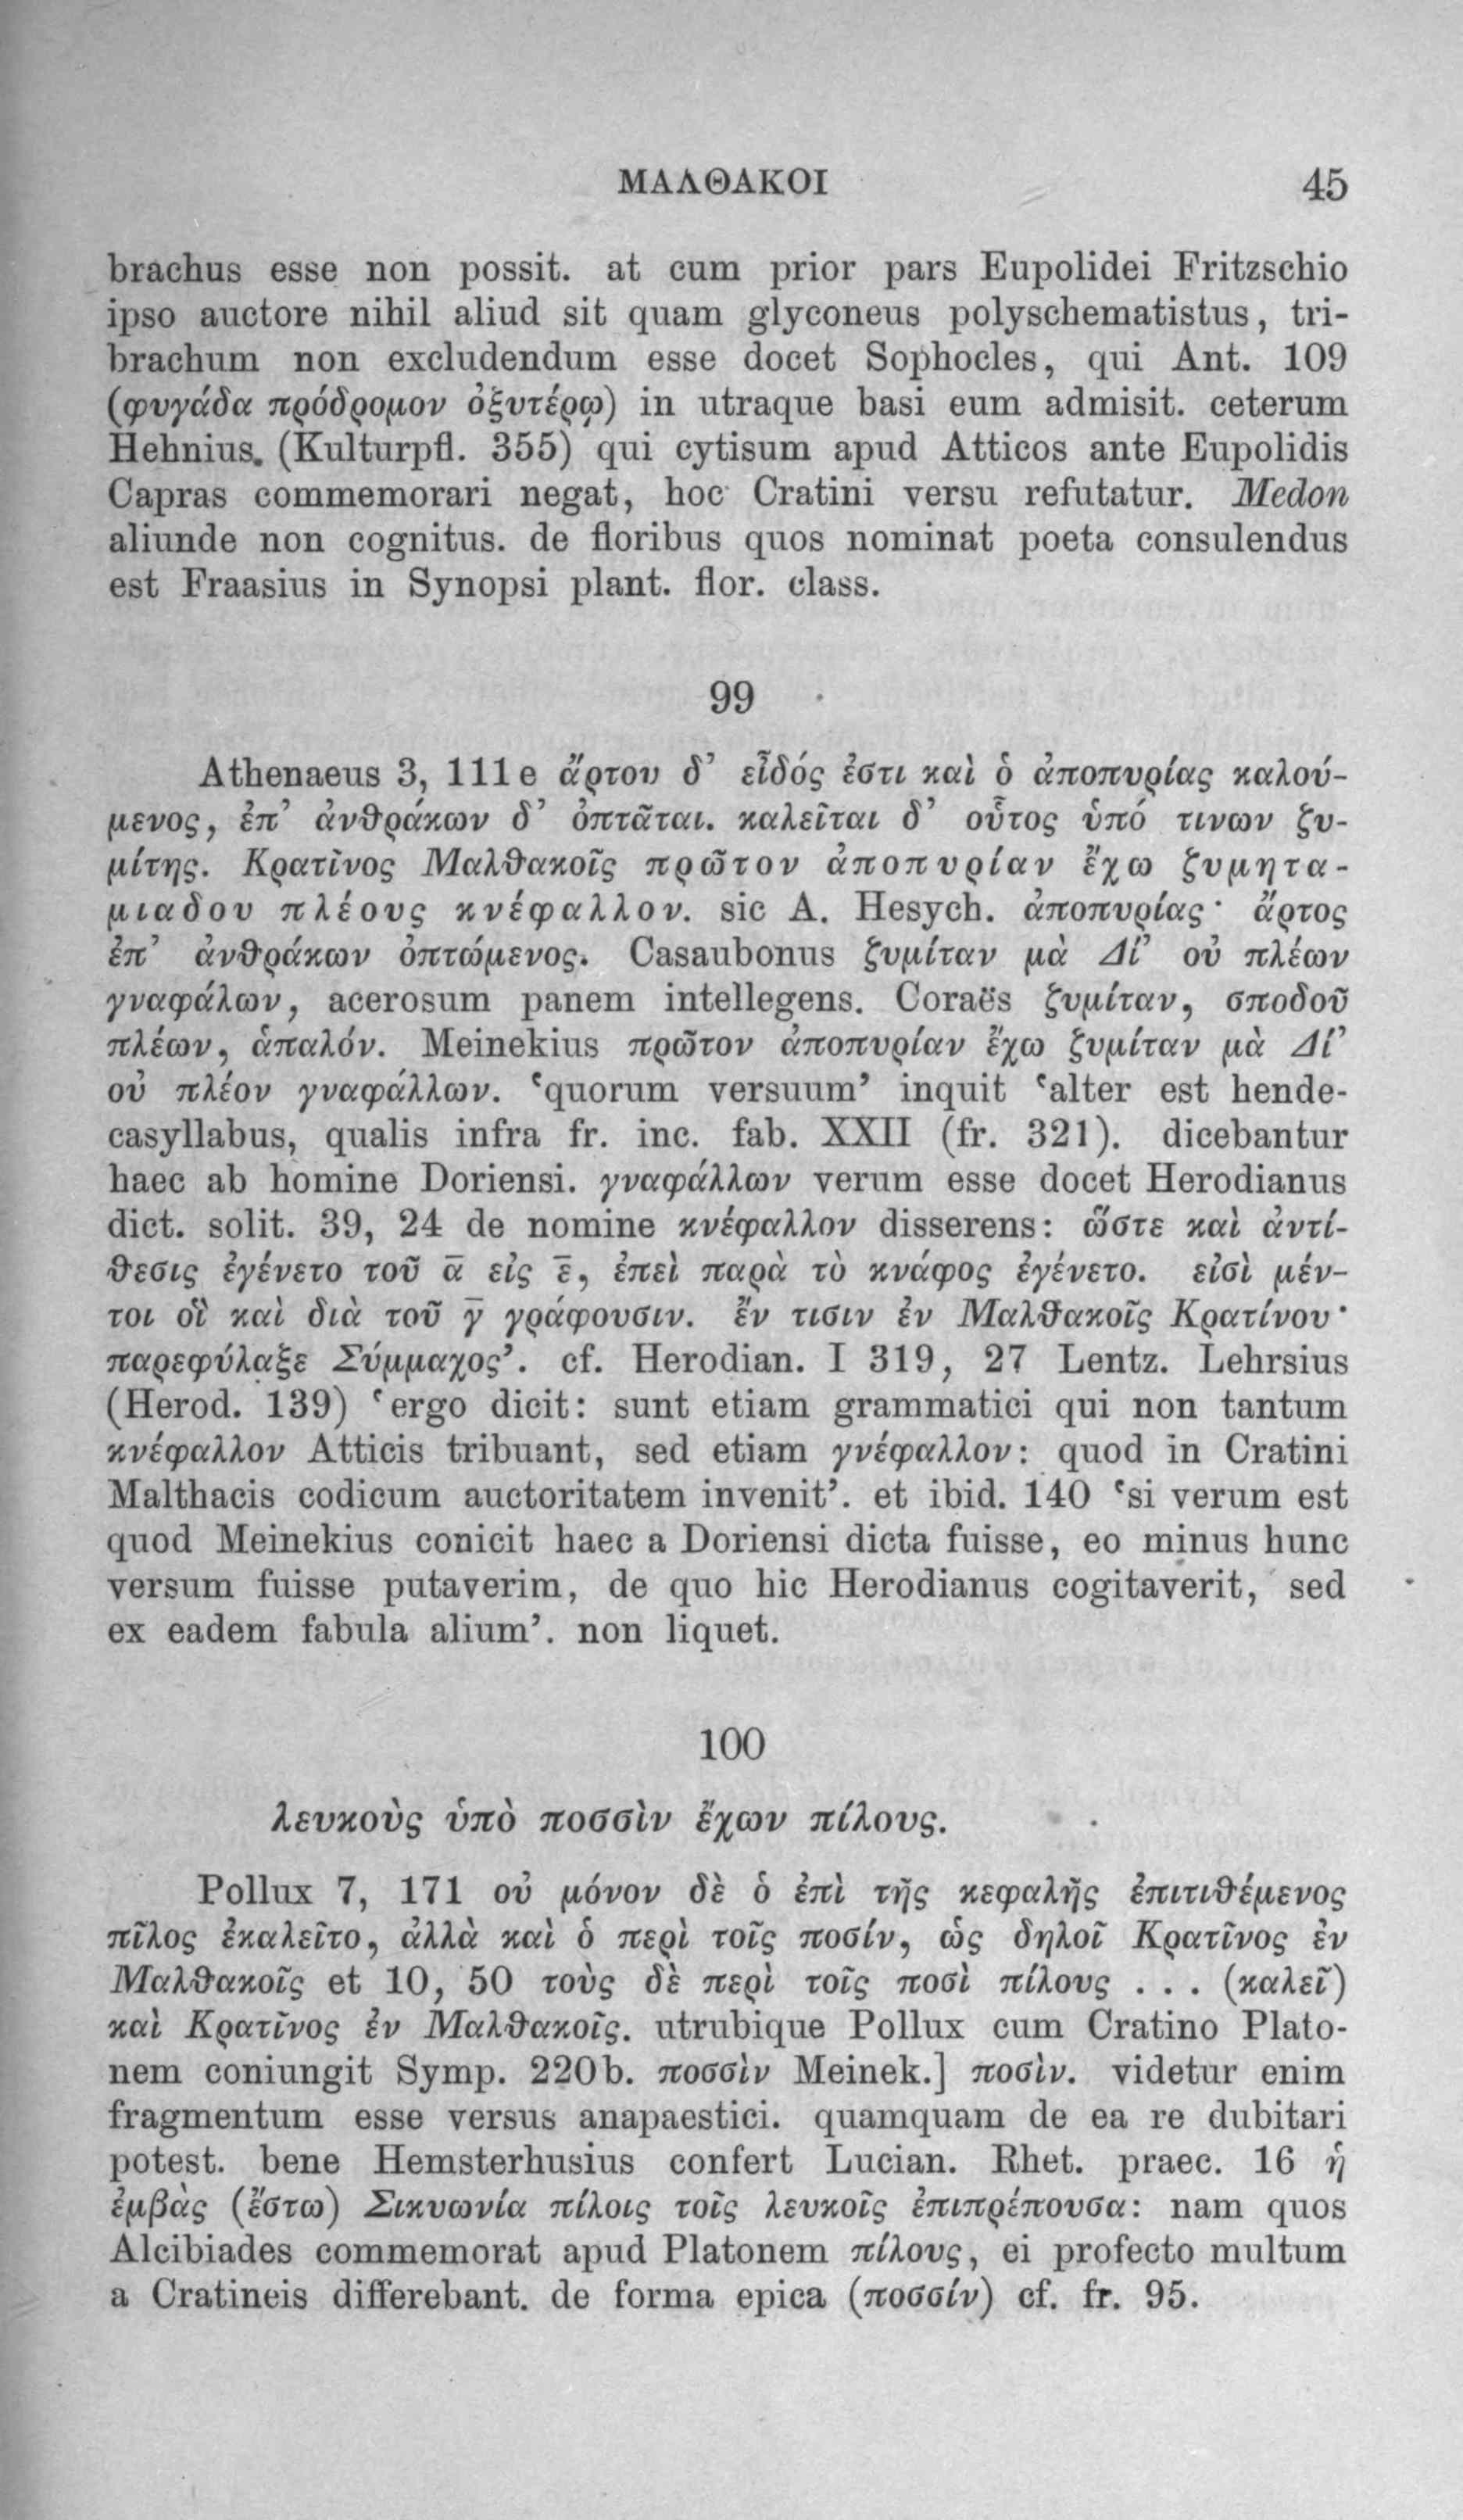 ΜΑΛΘΑΚΟΙ 45
brachus esse non possit. at cum prior pars Eupolidei Fritzschio
ipso auctore nihil aliud sit quam glyconeus polyschematistus, tri-
brachum non excludendum esse docet Sophocles, qui Ant. 109
(φυγάδα πρόδρομον ὀξυτέρῳ) in utraque basi eum admisit. ceterum
Hehnius. (Kulturpfl. 355) qui cytisum apud Atticos ante Eupolidis
Capras commemorari negat, hoc Cratini versu refutatur. Medon
aliunde non cognitus. de floribus quos nominat poeta consulendus
est Fraasius in Synopsi plant. flor. class.
99
Athenaeus 3, 111e ἄρτου δ’ εἶδός ἐστι καὶ ὁ ἀποπυρίας καλού-
μενος, ἐπ’ ἀνθράκων δ’ ὀπτᾶται. καλεῖται δ’ οὗτος ὑπό τινων ζυ-
μίτης. Κρατῖνος Μαλθακοῖς πρῶτον ἀποπυρίαν ἔχω ζυμητα-
μιαδου πλέους κνέφαλλον. sic A. Hesych. ἀποπυρίας· ἄρτος
ἐπ’ ἀνθράκων ὀπτώμενος. Casaubonus ζυμίταν μὰ Δί’ οὐ πλέων
γναφάλων, acerosum panem intellegens. Coraës ζυμίταν, σποδοῦ
πλέων, ἁπαλόν. Meinekius πρῶτον ἀποπυρίαν ἔχω ζυμίταν μὰ Δί’
οὐ πλέον γναφάλλων. ‘quorum versuum’ inquit ‘alter est hende-
casyllabus, qualis infra fr. inc. fab. XXII (fr. 321). dicebantur
haec ab homine Doriensi. γναφάλλων verum esse docet Herodianus
dict. solit. 39, 24 de nomine κνέφαλλον disserens: ὥστε καὶ ἀντί-
θεσις ἐγένετο τοῦ ᾱ εἰς ε̄, ἐπεὶ παρὰ τὸ κνάφος ἐγένετο. εἰσὶ μέν-
τοι οἳ καὶ διὰ τοῦ γ̄ γράφουσιν. ἔν τισιν ἐν Μαλθακοῖς Κρατίνου·
παρεφύλαξε Σύμμαχος’. cf. Herodian. I 319, 27 Lentz. Lehrsius
(Herod. 139) ‘ergo dicit: sunt etiam grammatici qui non tantum
κνέφαλλον Atticis tribuant, sed etiam γνέφαλλον: quod in Cratini
Malthacis codicum auctoritatem invenit’. et ibid. 140 ‘si verum est
quod Meinekius conicit haec a Doriensi dicta fuisse, eo minus hunc
versum fuisse putaverim, de quo hic Herodianus cogitaverit, sed
ex eadem fabula alium’. non liquet.
100
λευκοὺς ὑπὸ ποσσὶν ἔχων πίλους.
Pollux 7, 171 οὐ μόνον δὲ ὁ ἐπὶ τῆς κεφαλῆς ἐπιτιθέμενος
πῖλος ἐκαλεῖτο, ἀλλὰ καὶ ὁ περὶ τοῖς ποσίν, ὡς δηλοῖ Κρατῖνος ἐν
Μαλθακοῖς et 10, 50 τοὺς δὲ περὶ τοῖς ποσὶ πίλους . . . (καλεῖ)
καὶ Κρατῖνος ἐν Μαλθακοῖς. utrubique Pollux cum Cratino Plato-
nem coniungit Symp. 220b. ποσσὶν Meinek.] ποσὶν. videtur enim
fragmentum esse versus anapaestici. quamquam de ea re dubitari
potest. bene Hemsterhusius confert Lucian. Rhet. praec. 16 ἡ
ἐμβὰς (ἔστω) Σικυωνία πίλοις τοῖς λευκοῖς ἐπιπρέπουσα: nam quos
Alcibiades commemorat apud Platonem πίλους, ei profecto multum
a Cratineis differebant. de forma epica (ποσσίν) cf. fr. 95.